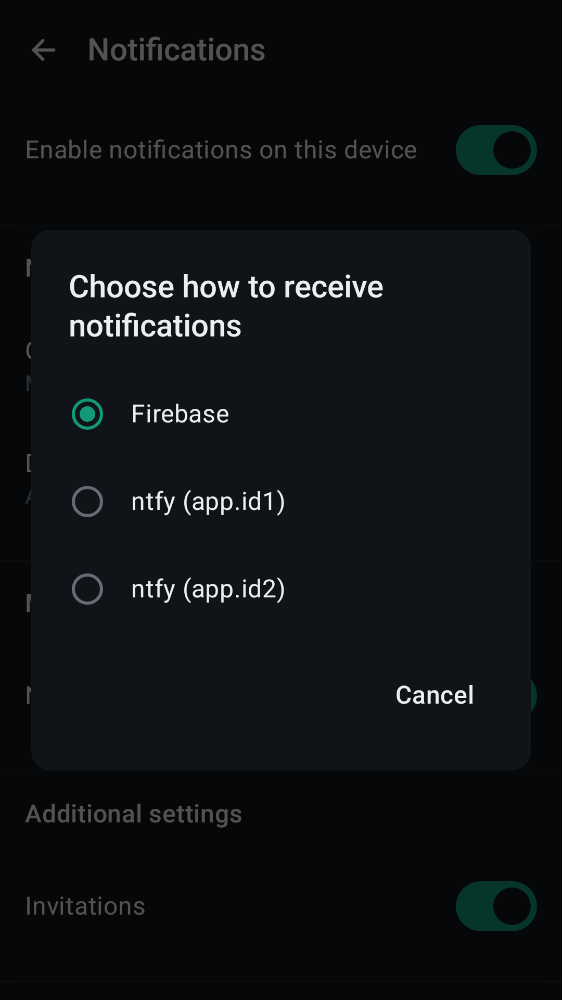 Notifications
Enable notifications on this device
Choose how to receive
notifications
Firebase
ntfy (app.id1)
ntfy (app.id2)
Cancel
Additional settings
Invitations